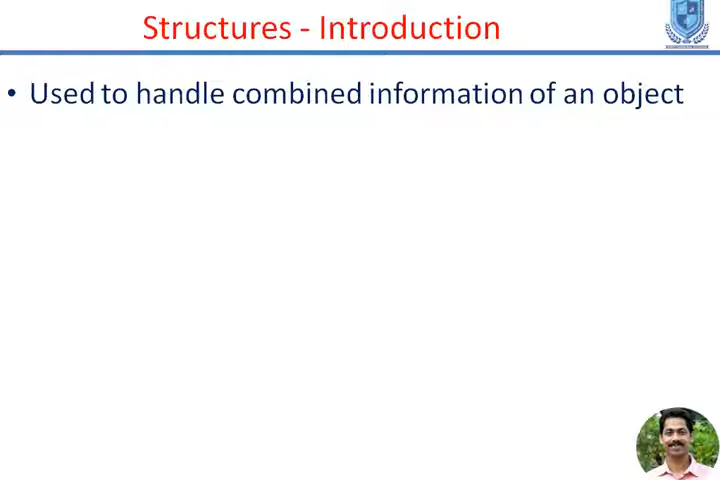 Structures - Introduction
• Used to handle combined information of an object